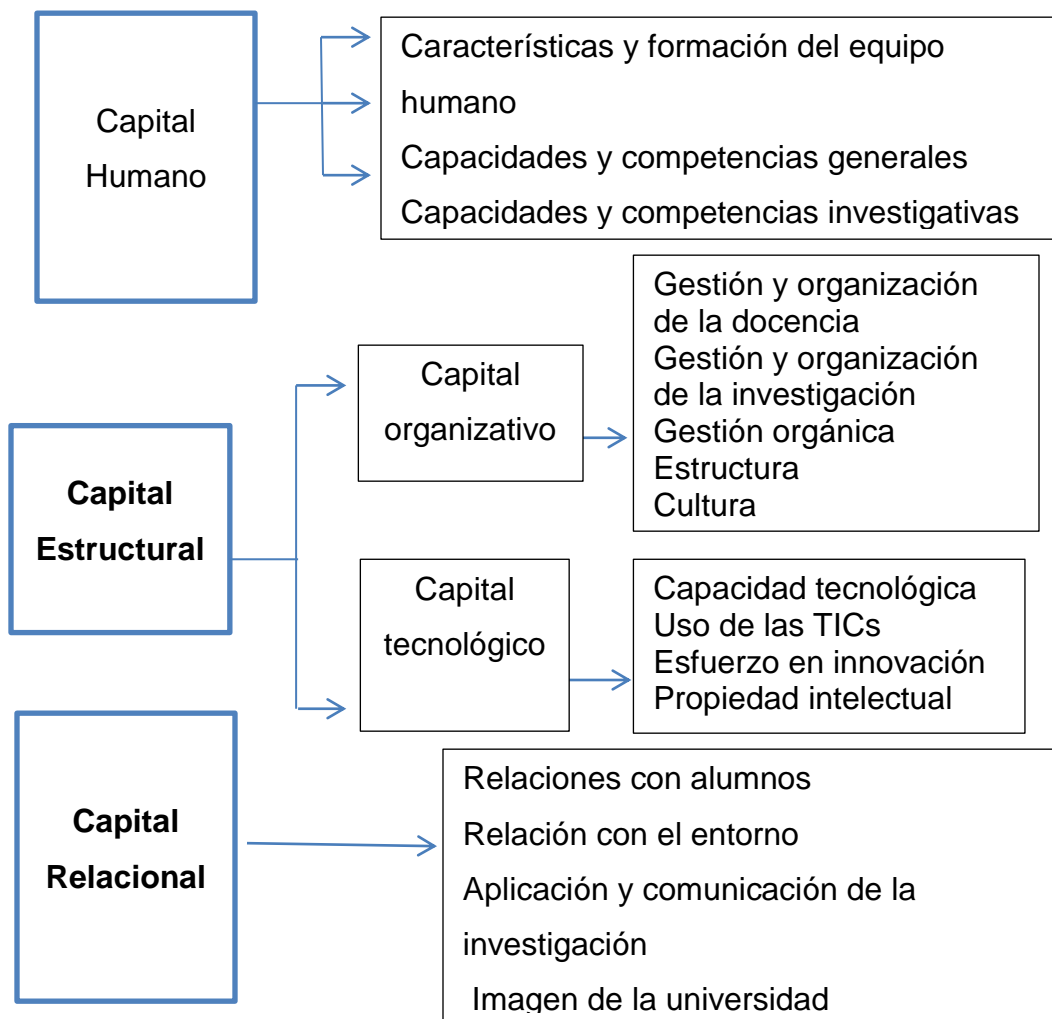 Capital
Humano
Características y formación del equipo
humano
Capacidades y competencias generales
Capacidades y competencias investigativas
Capital
Estructural
Capital
organizativo
Gestión y organización
de la docencia
Gestión y organización
de la investigación
Gestión orgánica
Estructura
Cultura
Capital
tecnológico
Capacidad tecnológica
Uso de las TICs
Esfuerzo en innovación
Propiedad intelectual
Capital
Relacional
Relaciones con alumnos
Relación con el entorno
Aplicación y comunicación de la
investigación
Imagen de la universidad